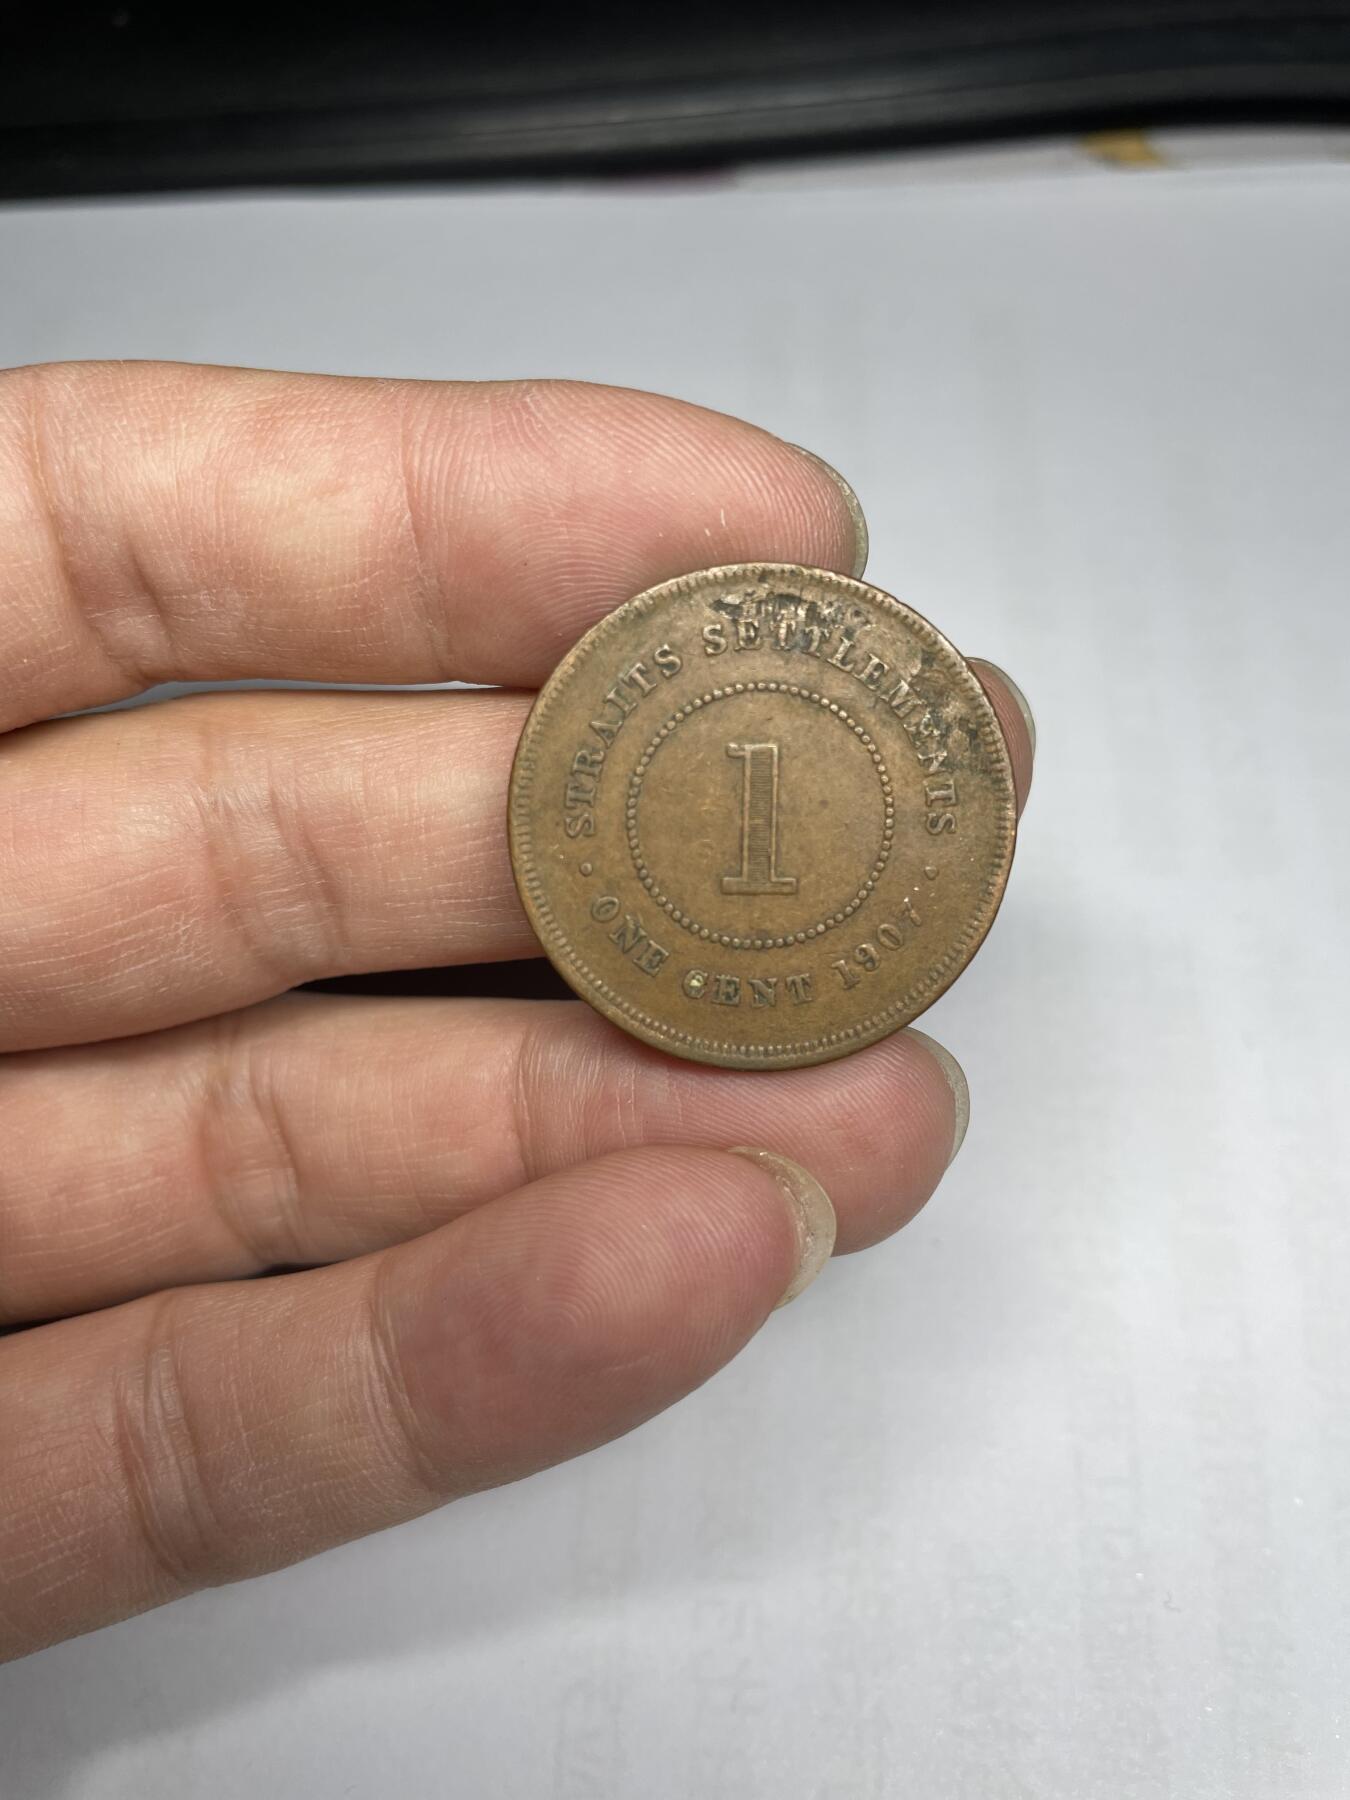 STRAITS SETTLEMENTS
1
ONE CENT 1907